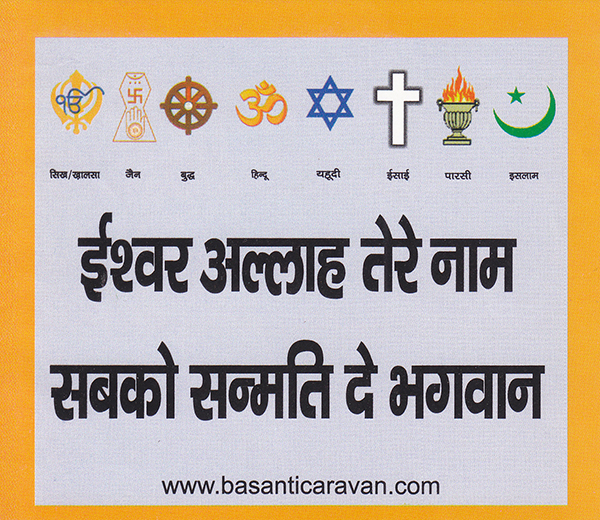 सिख/खालसा जैन बुद्ध हिन्दू यहूदी ईसाई पारसी इसलाम
ईश्वर अल्लाह तेरे नाम
सबको सन्मति दे भगवान
www.basanticaravan.com